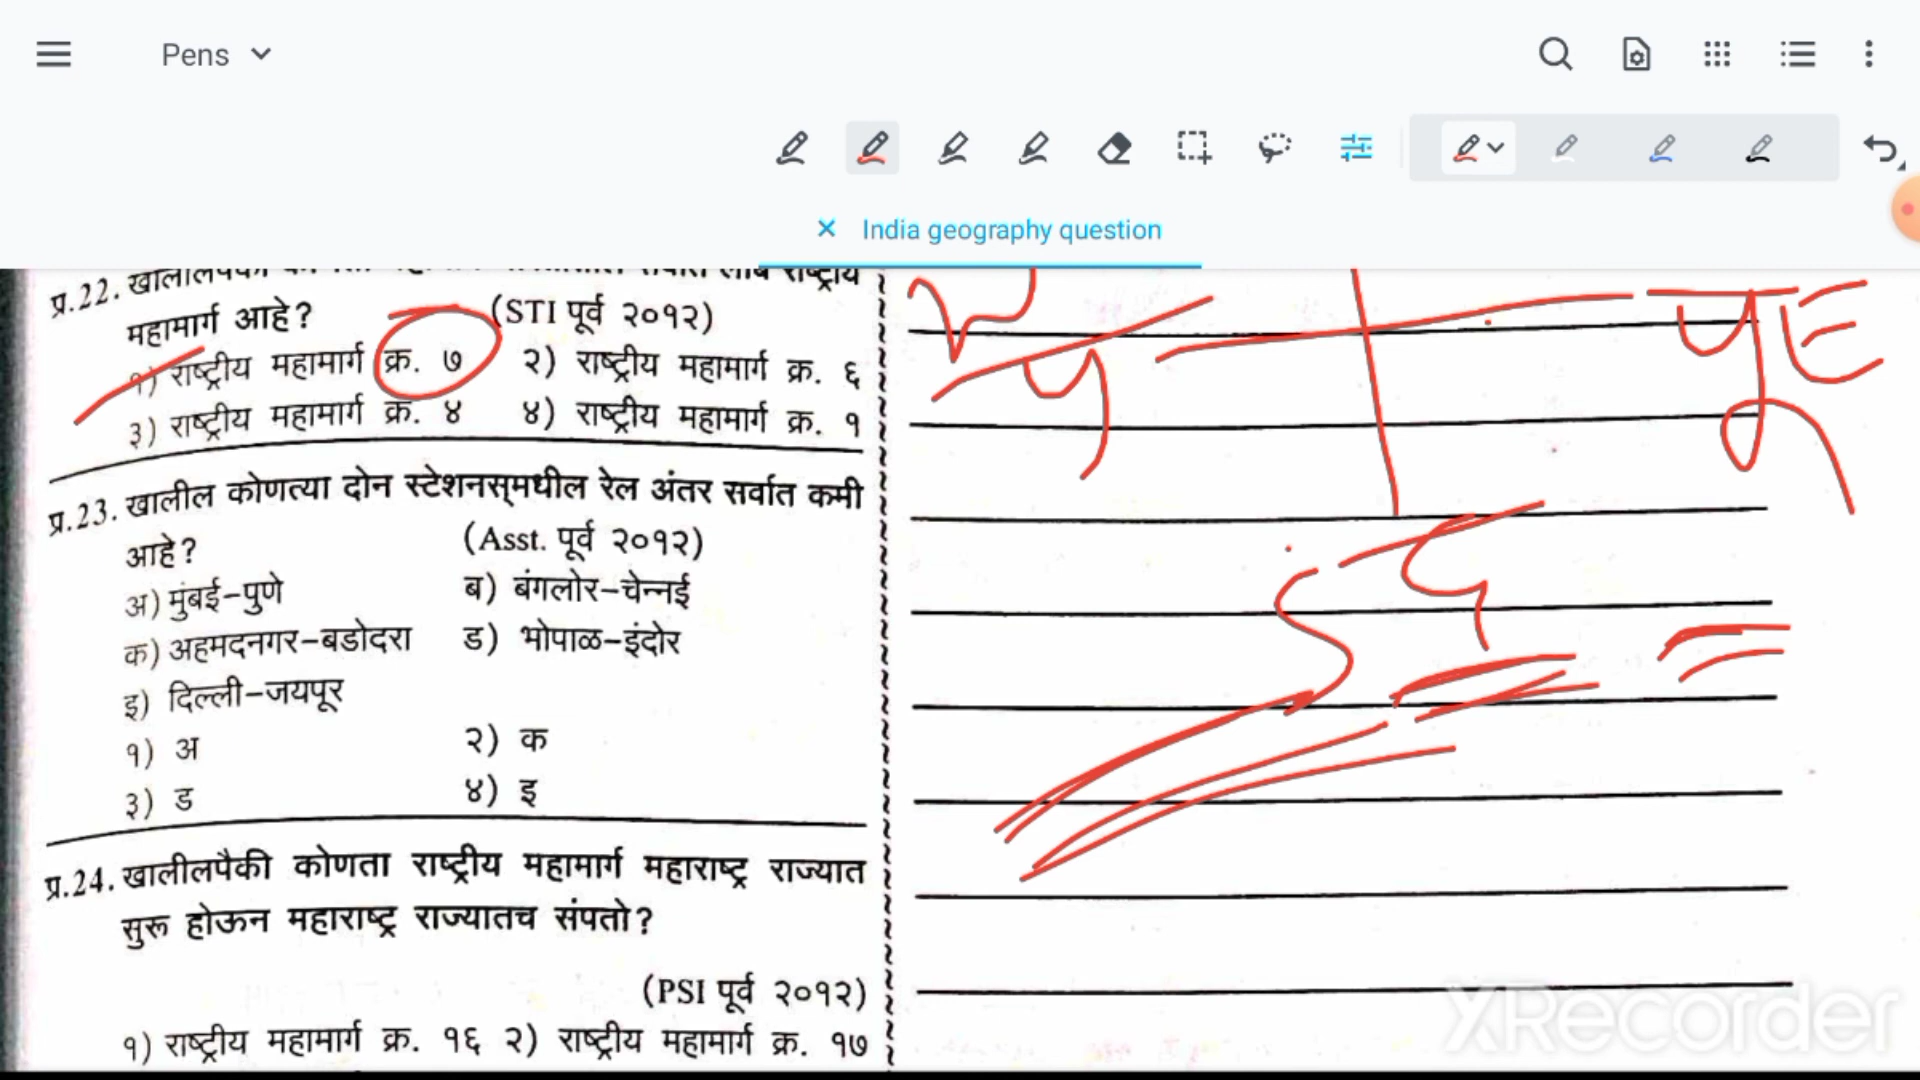 Pens
India geography question
प्र.22. खालीलपैकी लांब राष्ट्रीय
महामार्ग आहे? (STI पूर्व २०१२)
१) राष्ट्रीय महामार्ग क्र. ७ २) राष्ट्रीय महामार्ग क्र. ६
३) राष्ट्रीय महामार्ग क्र. ४ ४) राष्ट्रीय महामार्ग क्र. १
प्र.23. खालील कोणत्या दोन स्टेशनस्‌मधील रेल अंतर सर्वात कमी
आहे? (Asst. पूर्व २०१२)
अ) मुंबई-पुणे ब) बंगलोर-चेन्नई
क) अहमदनगर-बडोदरा ड) भोपाळ-इंदोर
इ) दिल्ली-जयपूर
१) अ २) क
३) ड ४) इ
प्र.24. खालीलपैकी कोणता राष्ट्रीय महामार्ग महाराष्ट्र राज्यात
सुरू होऊन महाराष्ट्र राज्यातच संपतो?
(PSI पूर्व २०१२)
१) राष्ट्रीय महामार्ग क्र. १६ २) राष्ट्रीय महामार्ग क्र. १७
XRecorder